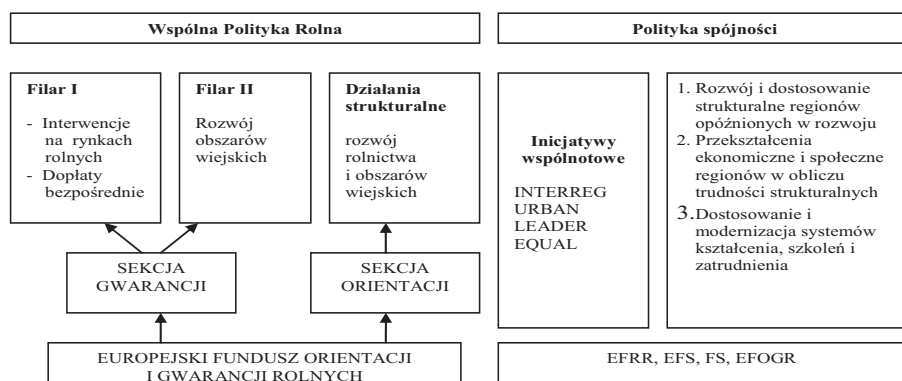 Wspólna Polityka Rolna
Polityka spójności
Filar I
- Interwencje
na rynkach
rolnych
- Dopłaty
bezpośrednie
Filar II
Rozwój
obszarów
wiejskich
Działania
strukturalne
rozwój
rolnictwa
i obszarów
wiejskich
Inicjatywy
wspólnotowe
INTERREG
URBAN
LEADER
EQUAL
1. Rozwój i dostosowanie
strukturalne regionów
opóźnionych w rozwoju
2. Przekształcenia
ekonomiczne i społeczne
regionów w obliczu
trudności strukturalnych
3. Dostosowanie i
modernizacja systemów
kształcenia, szkoleń i
zatrudnienia
SEKCJA
GWARANCJI
SEKCJA
ORIENTACJI
EUROPEJSKI FUNDUSZ ORIENTACJI
I GWARANCJI ROLNYCH
EFRR, EFS, FS, EFOGR